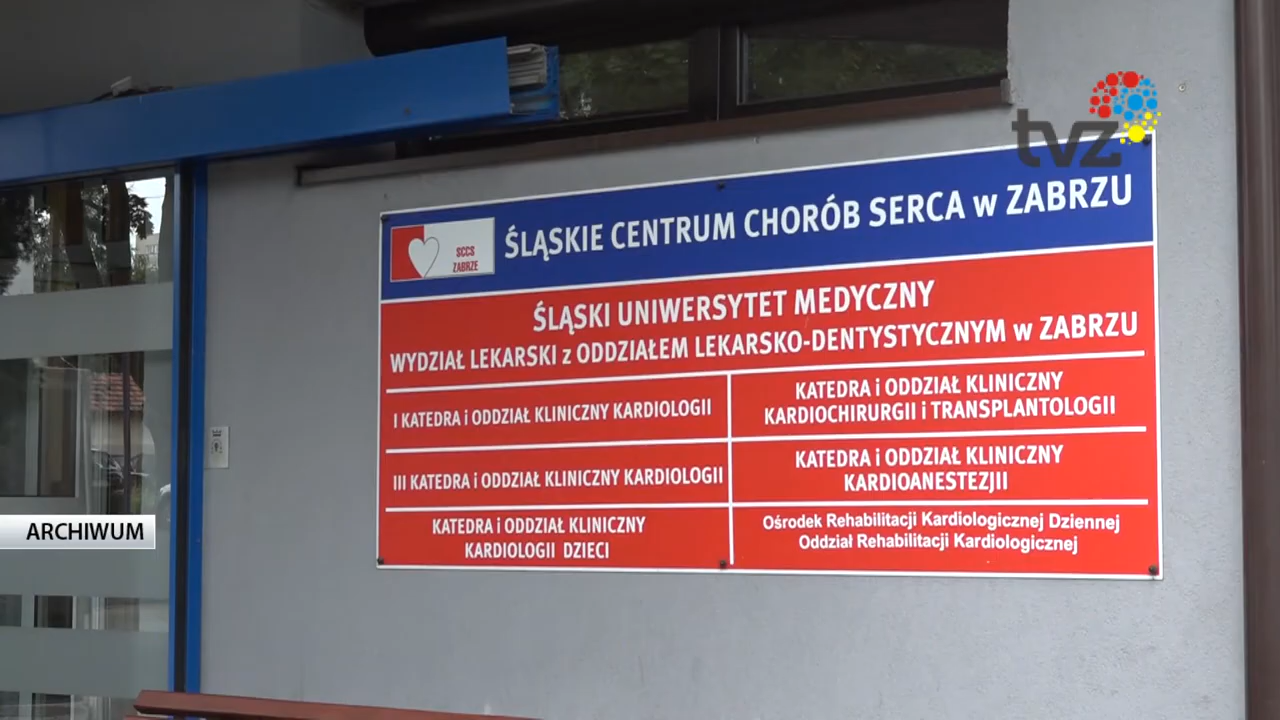 tvz
SCCS
ZABRZE
ŚLĄSKIE CENTRUM CHORÓB SERCA w ZABRZU
ŚLĄSKI UNIWERSYTET MEDYCZNY
WYDZIAŁ LEKARSKI z ODDZIAŁEM LEKARSKO-DENTYSTYCZNYM w ZABRZU
I KATEDRA i ODDZIAŁ KLINICZNY KARDIOLOGII
KATEDRA i ODDZIAŁ KLINICZNY
KARDIOCHIRURGII i TRANSPLANTOLOGII
III KATEDRA i ODDZIAŁ KLINICZNY KARDIOLOGII
KATEDRA i ODDZIAŁ KLINICZNY
KARDIOANESTEZJII
KATEDRA i ODDZIAŁ KLINICZNY
KARDIOLOGII DZIECI
Ośrodek Rehabilitacji Kardiologicznej Dziennej
Oddział Rehabilitacji Kardiologicznej
ARCHIWUM